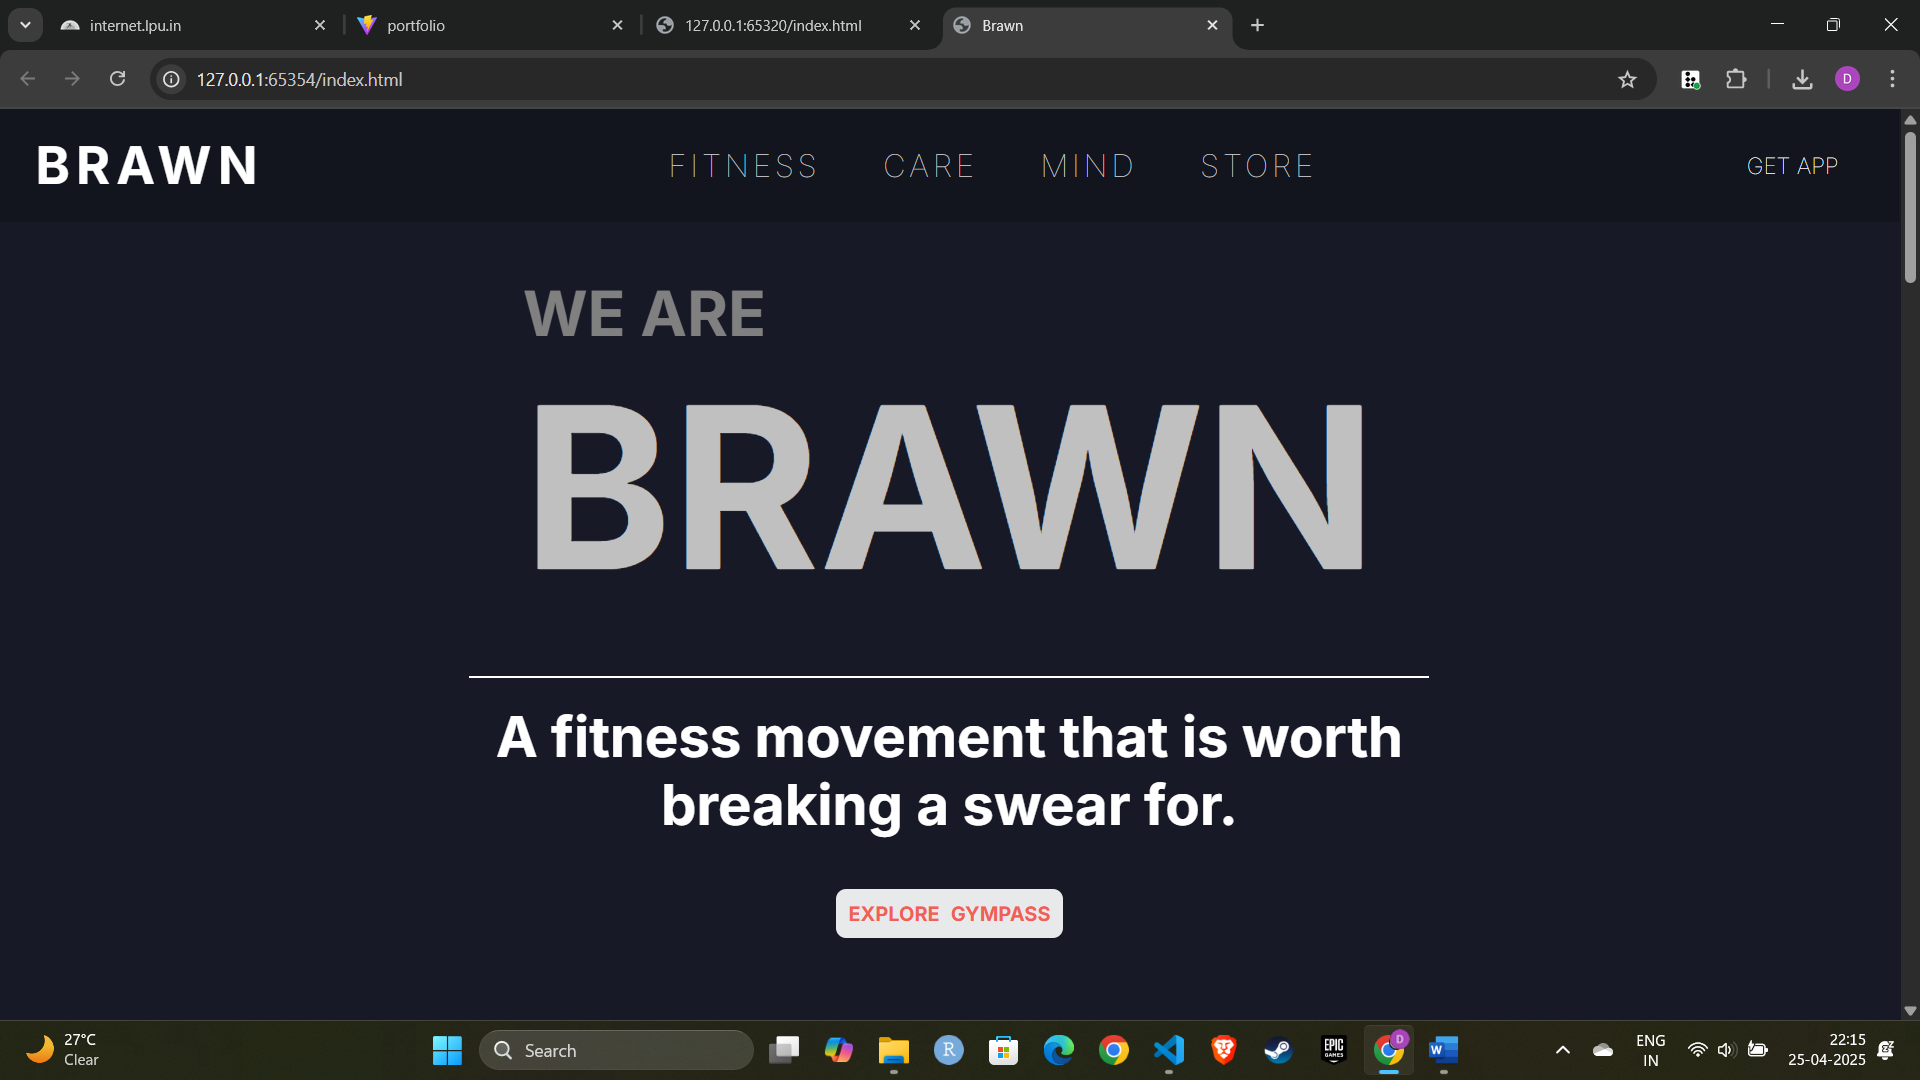 internet.lpu.in
portfolio
127.0.0.1:65320/index.html
Brawn
127.0.0.1:65354/index.html
D
BRAWN
FITNESS CARE MIND STORE
GET APP
WE ARE
BRAWN
A fitness movement that is worth
breaking a swear for.
EXPLORE GYMPASS
27°C
Clear
Search
R
EPIC
GAMES
D
W
ENG
IN
22:15
25-04-2025